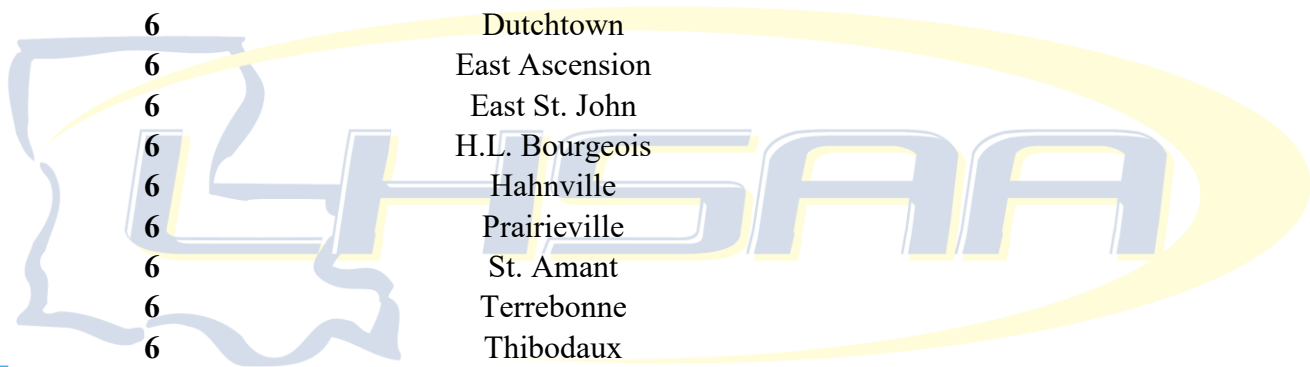 6 Dutchtown
6 East Ascension
6 East St. John
6 H.L. Bourgeois
6 Hahnville
6 Prairieville
6 St. Amant
6 Terrebonne
6 Thibodaux
LHSAA